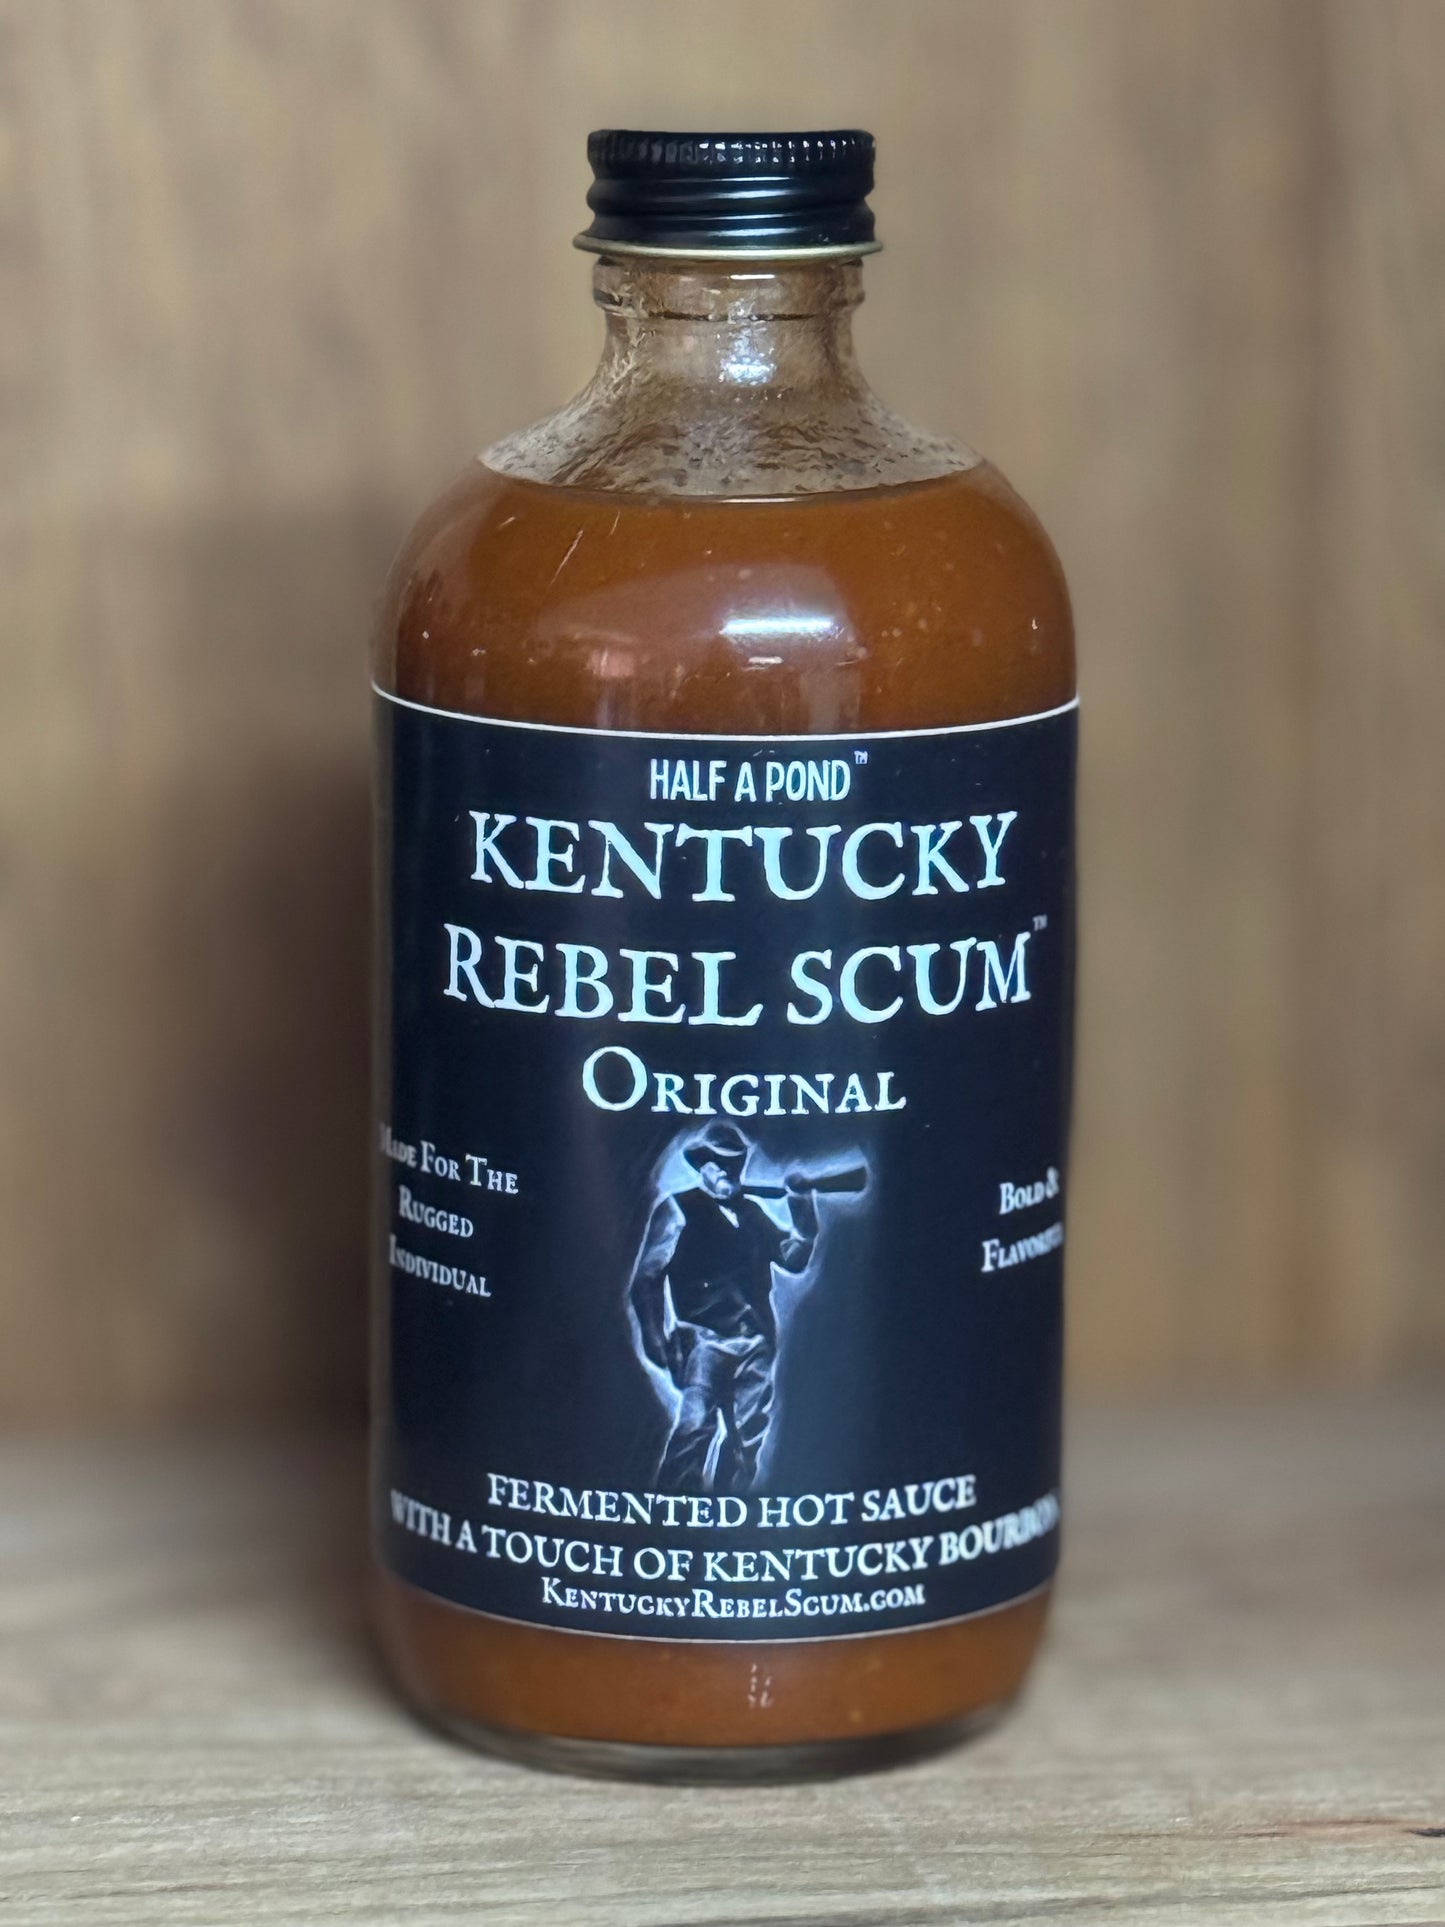 HALF A POND™
KENTUCKY
REBEL SCUM™
ORIGINAL
MADE FOR THE
RUGGED
INDIVIDUAL
BOLD &
FERMENTED HOT SAUCE
WITH A TOUCH OF KENTUCKY BOURBON
KENTUCKYREBELSCUM.COM